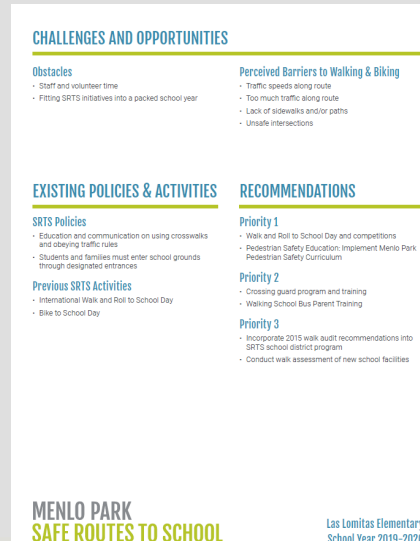 CHALLENGES AND OPPORTUNITIES
Obstacles
• Staff and volunteer time
• Fitting SRTS initiatives into a packed school year
Perceived Barriers to Walking & Biking
• Traffic speeds along route
• Too much traffic along route
• Lack of sidewalks and/or paths
• Unsafe intersections
EXISTING POLICIES & ACTIVITIES
SRTS Policies
• Education and communication on using crosswalks
and obeying traffic rules
• Students and families must enter school grounds
through designated entrances
Previous SRTS Activities
• International Walk and Roll to School Day
• Bike to School Day
RECOMMENDATIONS
Priority 1
• Walk and Roll to School Day and competitions
• Pedestrian Safety Education: Implement Menlo Park
Pedestrian Safety Curriculum
Priority 2
• Crossing guard program and training
• Walking School Bus Parent Training
Priority 3
• Incorporate 2015 walk audit recommendations into
SRTS school district program
• Conduct walk assessment of new school facilities
MENLO PARK
SAFE ROUTES TO SCHOOL
Las Lomitas Elementary
School Year 2019-2020